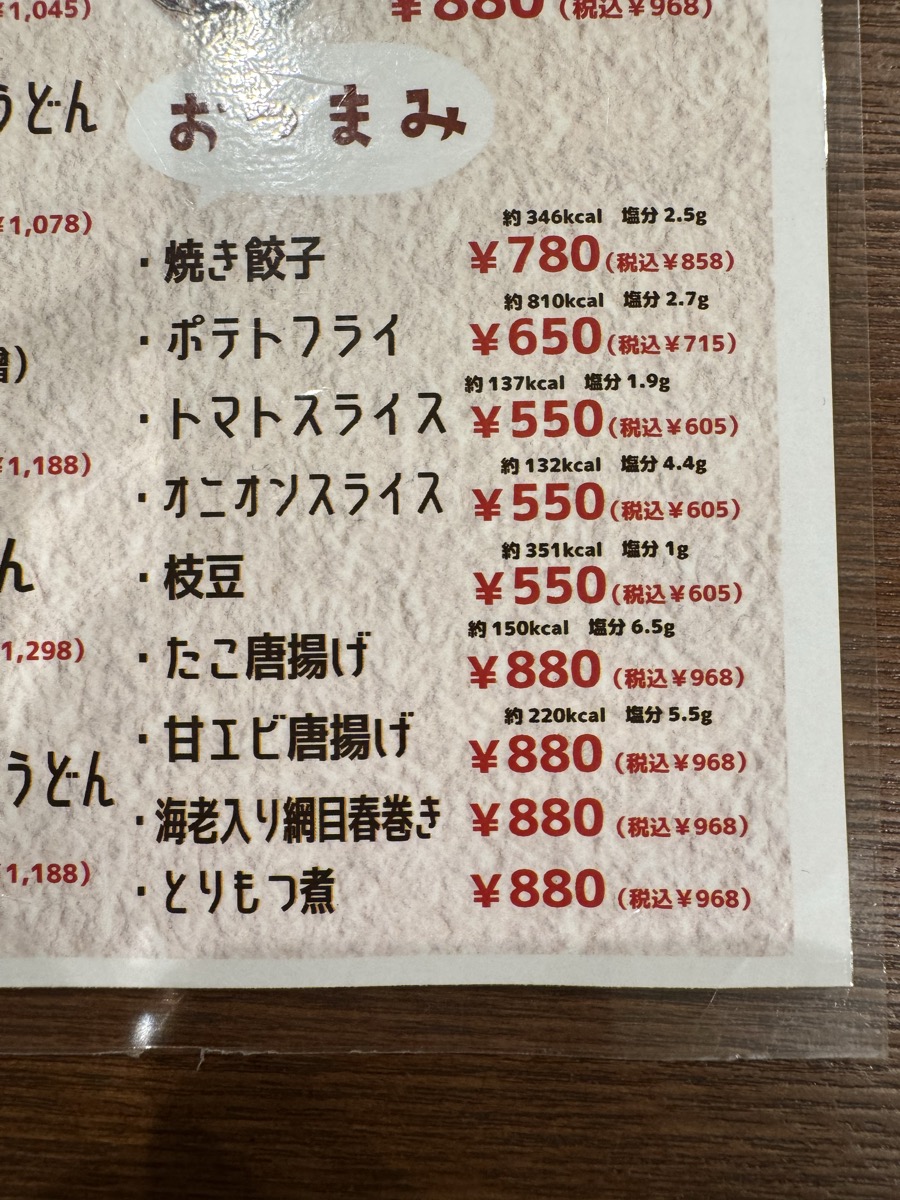 ¥1,045)
¥880 (税込¥968)
うどん
おつまみ
¥1,078)
約346kcal 塩分2.5g
・焼き餃子 ¥780(税込¥858)
約810kcal 塩分2.7g
・ポテトフライ ¥650(税込¥715)
噌)
約137kcal 塩分1.9g
・トマトスライス ¥550(税込¥605)
¥1,188)
約132kcal 塩分4.4g
・オニオンスライス ¥550(税込¥605)
ん
約351kcal 塩分1g
・枝豆 ¥550(税込¥605)
1,298)
約150kcal 塩分6.5g
・たこ唐揚げ ¥880(税込¥968)
約220kcal 塩分5.5g
・甘エビ唐揚げ ¥880(税込¥968)
うどん
・海老入り網目春巻き ¥880(税込¥968)
1,188)
・とりもつ煮 ¥880(税込¥968)